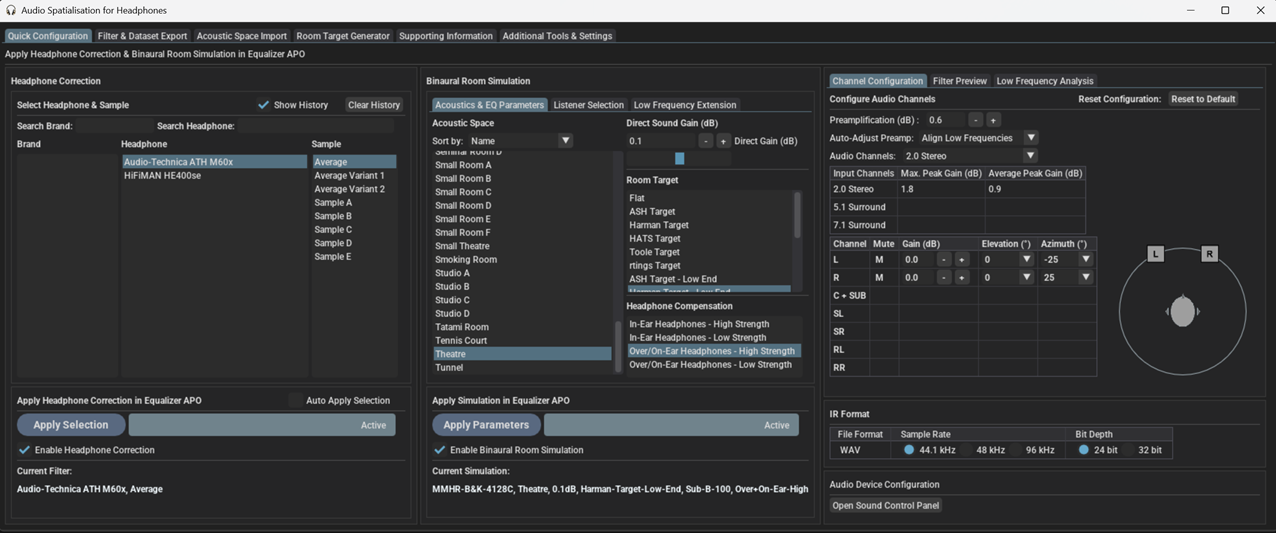 Audio Spatialisation for Headphones
Quick Configuration Filter & Dataset Export Acoustic Space Import Room Target Generator Supporting Information Additional Tools & Settings
Apply Headphone Correction & Binaural Room Simulation in Equalizer APO
Headphone Correction
Select Headphone & Sample Show History Clear History
Search Brand: Search Headphone:
Brand Headphone Sample
Audio-Technica ATH M60x Average
HiFiMAN HE400se Average Variant 1
Average Variant 2
Sample A
Sample B
Sample C
Sample D
Sample E
Apply Headphone Correction in Equalizer APO Auto Apply Selection
Apply Selection Active
Enable Headphone Correction
Current Filter:
Audio-Technica ATH M60x, Average
Binaural Room Simulation
Acoustics & EQ Parameters Listener Selection Low Frequency Extension
Acoustic Space
Sort by: Name
Seminar Room D
Small Room A
Small Room B
Small Room C
Small Room D
Small Room E
Small Room F
Small Theatre
Smoking Room
Studio A
Studio B
Studio C
Studio D
Tatami Room
Tennis Court
Theatre
Tunnel
Direct Sound Gain (dB)
0.1 - + Direct Gain (dB)
Room Target
Flat
ASH Target
Harman Target
HATS Target
Toole Target
rtings Target
ASH Target - Low End
Harman Target - Low End
Headphone Compensation
In-Ear Headphones - High Strength
In-Ear Headphones - Low Strength
Over/On-Ear Headphones - High Strength
Over/On-Ear Headphones - Low Strength
Apply Simulation in Equalizer APO
Apply Parameters Active
Enable Binaural Room Simulation
Current Simulation:
MMHR-B&K-4128C, Theatre, 0.1dB, Harman-Target-Low-End, Sub-B-100, Over+On-Ear-High
Channel Configuration Filter Preview Low Frequency Analysis
Configure Audio Channels Reset Configuration: Reset to Default
Preamplification (dB) : 0.6 - +
Auto-Adjust Preamp: Align Low Frequencies
Audio Channels: 2.0 Stereo
Input Channels Max. Peak Gain (dB) Average Peak Gain (dB)
2.0 Stereo 1.8 0.9
5.1 Surround
7.1 Surround
Channel Mute Gain (dB) Elevation (°) Azimuth (°)
L M 0.0 - + 0 -25
R M 0.0 - + 0 25
C + SUB
SL
SR
RL
RR
L R
IR Format
File Format Sample Rate Bit Depth
WAV 44.1 kHz 48 kHz 96 kHz 24 bit 32 bit
Audio Device Configuration
Open Sound Control Panel